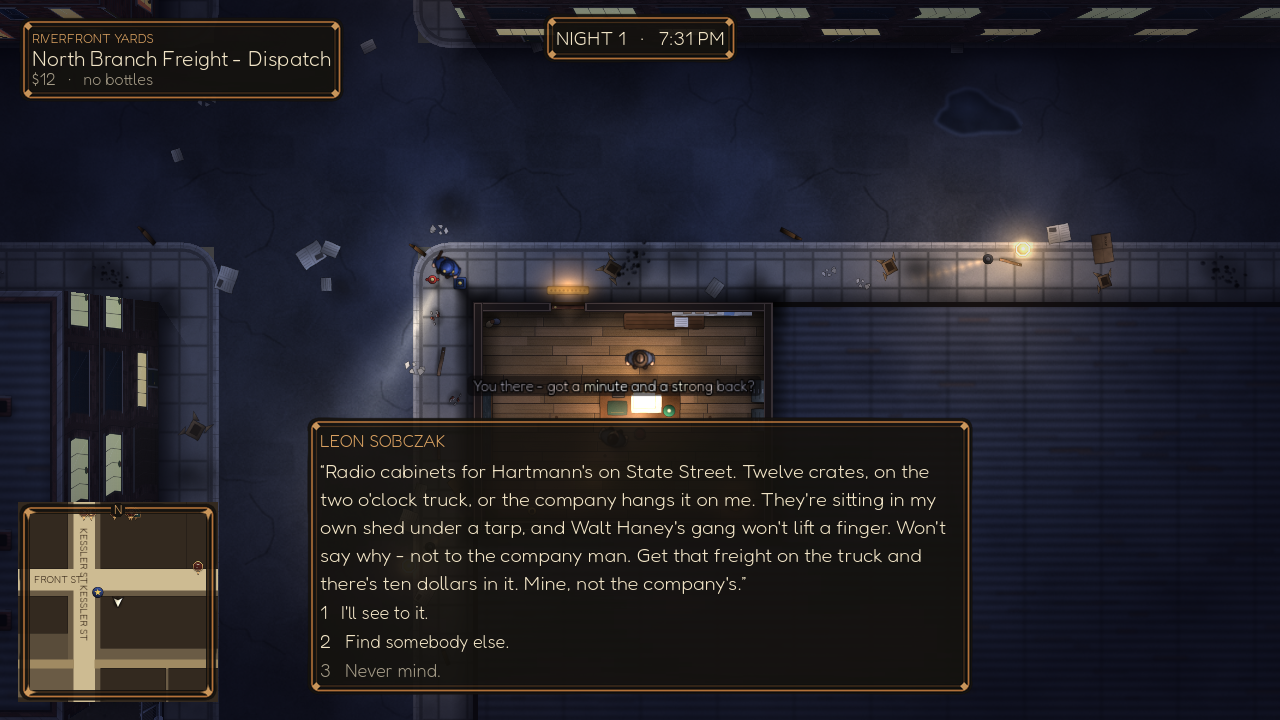 RIVERFRONT YARDS
North Branch Freight - Dispatch
$12 · no bottles
NIGHT 1 · 7:31 PM
You there - got a minute and a strong back?
LEON SOBCZAK
"Radio cabinets for Hartmann's on State Street. Twelve crates, on the
two o'clock truck, or the company hangs it on me. They're sitting in my
own shed under a tarp, and Walt Haney's gang won't lift a finger. Won't
say why - not to the company man. Get that freight on the truck and
there's ten dollars in it. Mine, not the company's."
1 I'll see to it.
2 Find somebody else.
3 Never mind.
N
KESSLER ST
FRONT ST
KESSLER ST